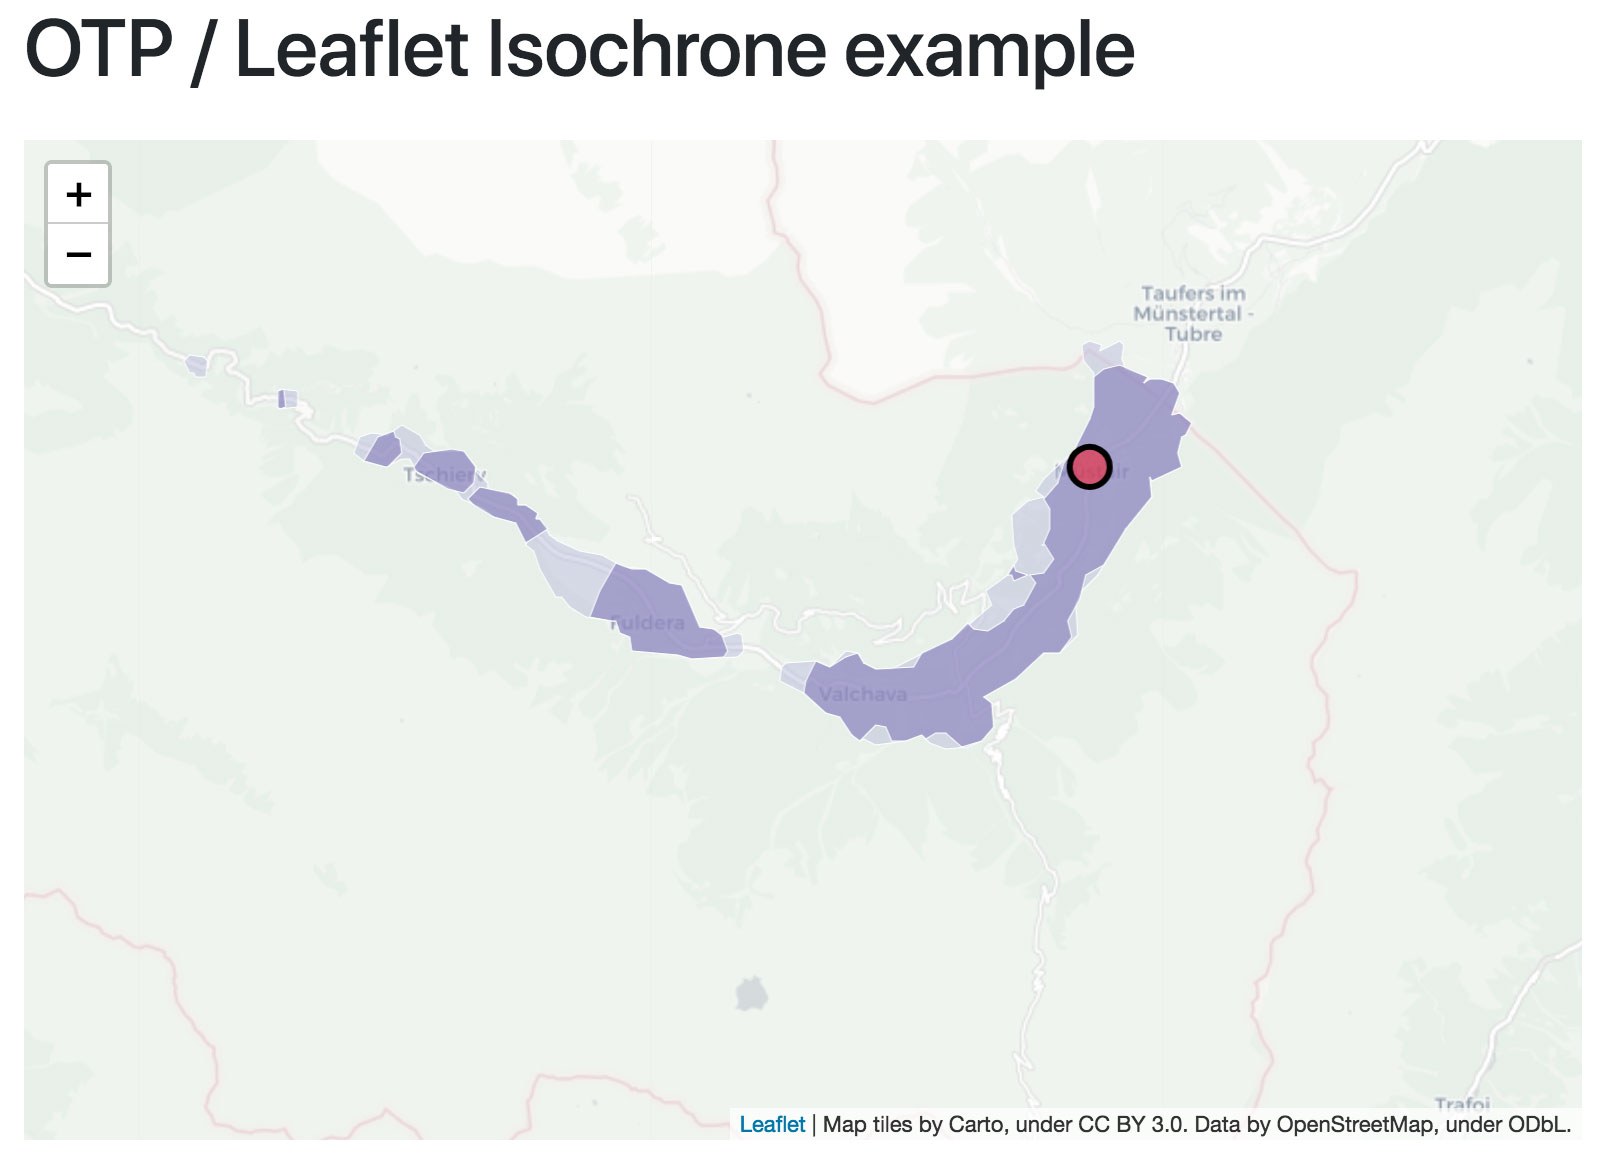 OTP / Leaflet Isochrone example
+
−
Taufers im
Münstertal -
Tubre
Tschierv
Fuldera
Valchava
Trafoi
Leaflet | Map tiles by Carto, under CC BY 3.0. Data by OpenStreetMap, under ODbL.